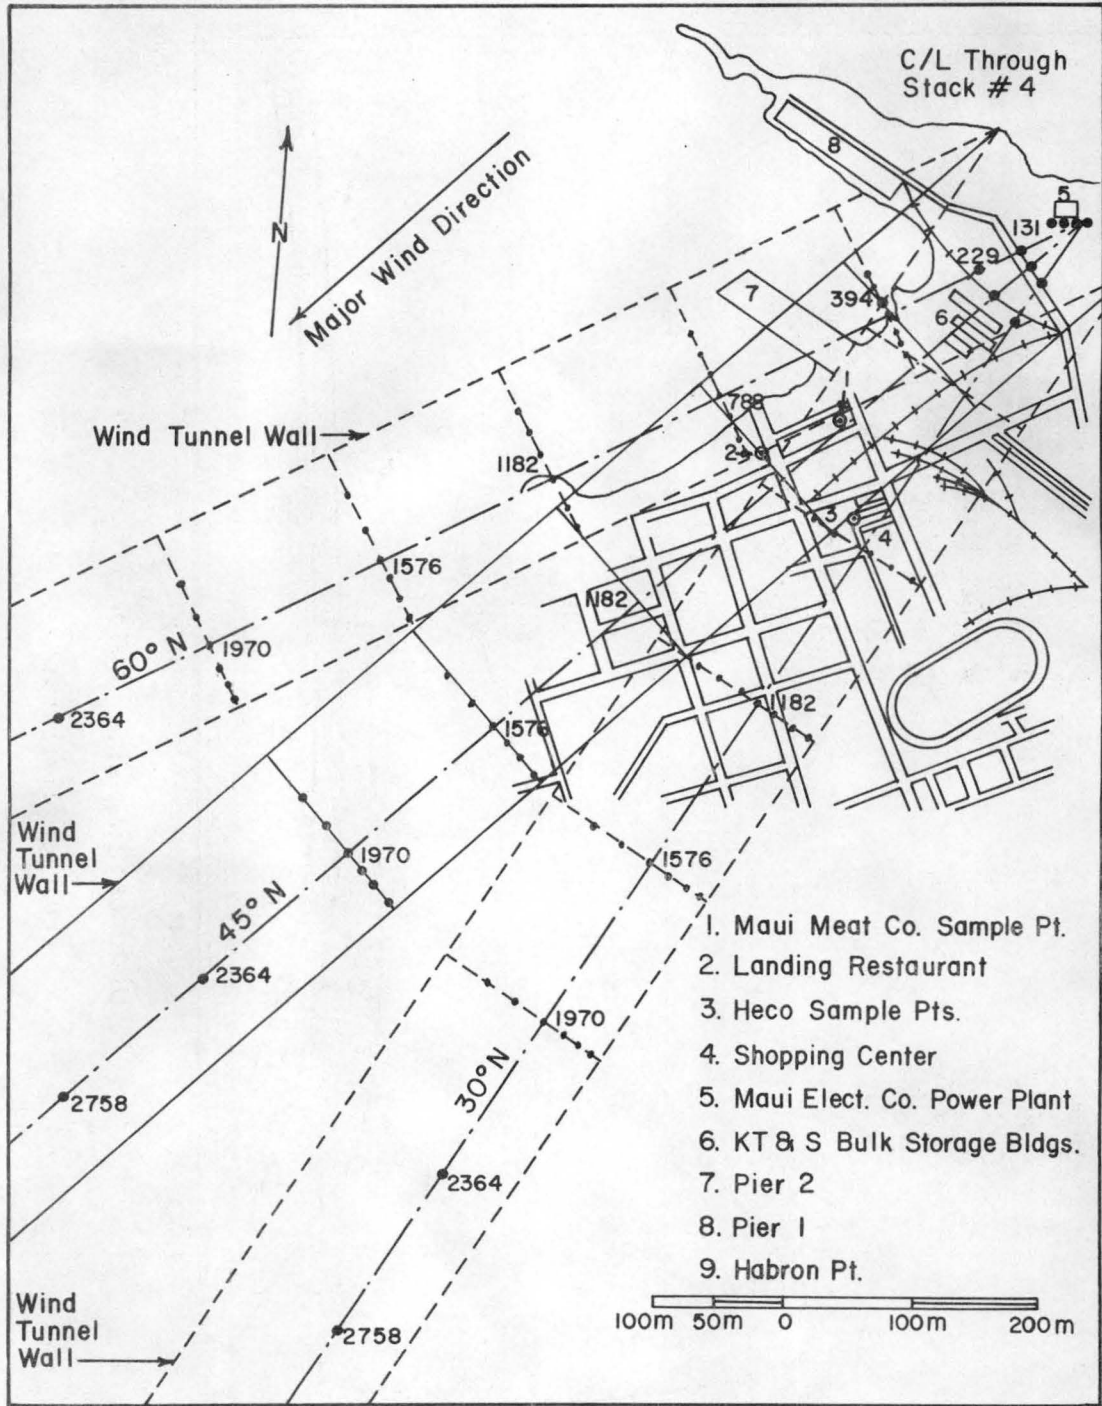 C/L Through
Stack # 4
8
5
N
Major Wind Direction
131
229
7
394
6
788
Wind Tunnel Wall
2
1182
3
4
1576
1182
60° N
1970
2364
1576
1182
Wind
Tunnel
Wall
1970
1576
45° N
2364
1970
30° N
2758
2364
2758
1. Maui Meat Co. Sample Pt.
2. Landing Restaurant
3. Heco Sample Pts.
4. Shopping Center
5. Maui Elect. Co. Power Plant
6. KT & S Bulk Storage Bldgs.
7. Pier 2
8. Pier 1
9. Habron Pt.
Wind
Tunnel
Wall
100m 50m 0 100m 200m